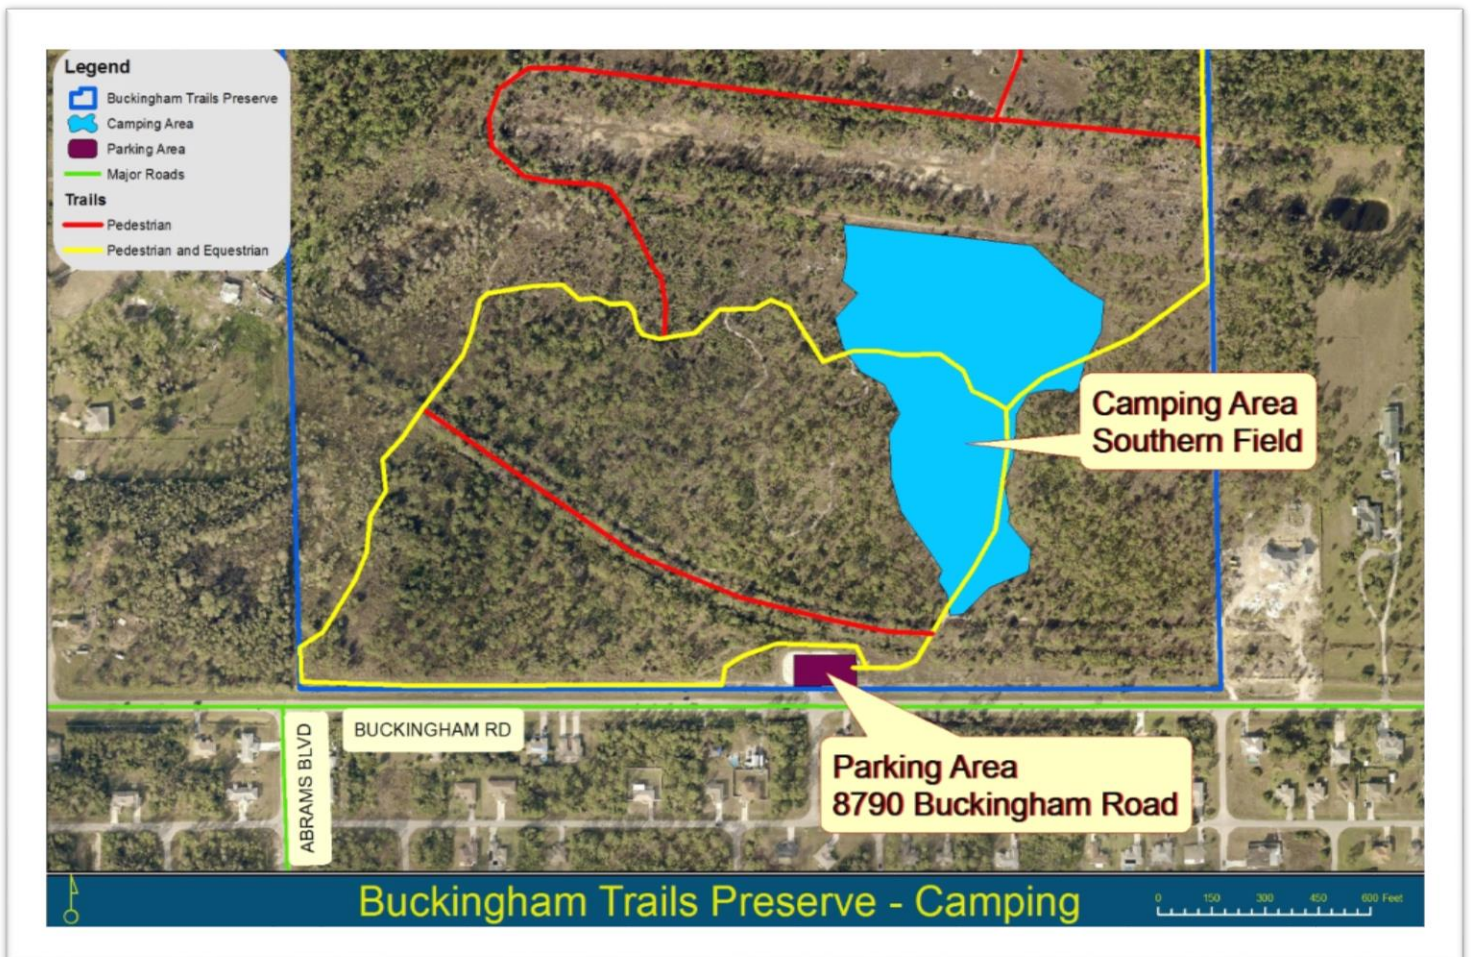 Legend
Buckingham Trails Preserve
Camping Area
Parking Area
Major Roads
Trails
Pedestrian
Pedestrian and Equestrian
Camping Area
Southern Field
BUCKINGHAM RD
ABRAMS BLVD
Parking Area
8790 Buckingham Road
Buckingham Trails Preserve - Camping
0 150 300 450 600 Feet